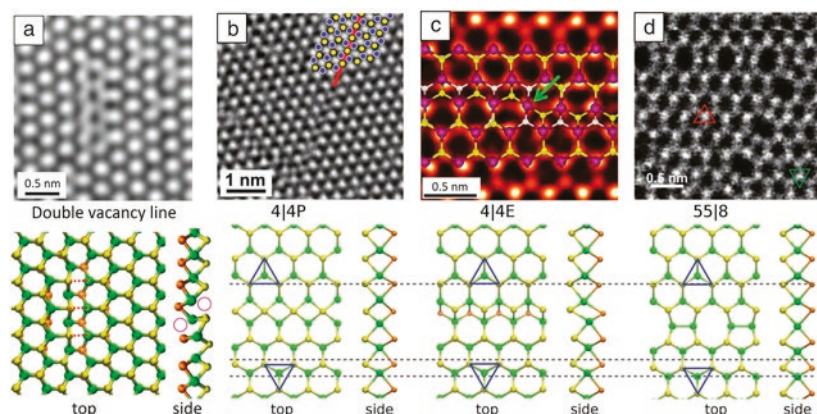 a
b
c
d
0.5 nm
1 nm
0.5 nm
0.5 nm
Double vacancy line
4|4P
4|4E
55|8
top
side
top
side
top
side
top
side